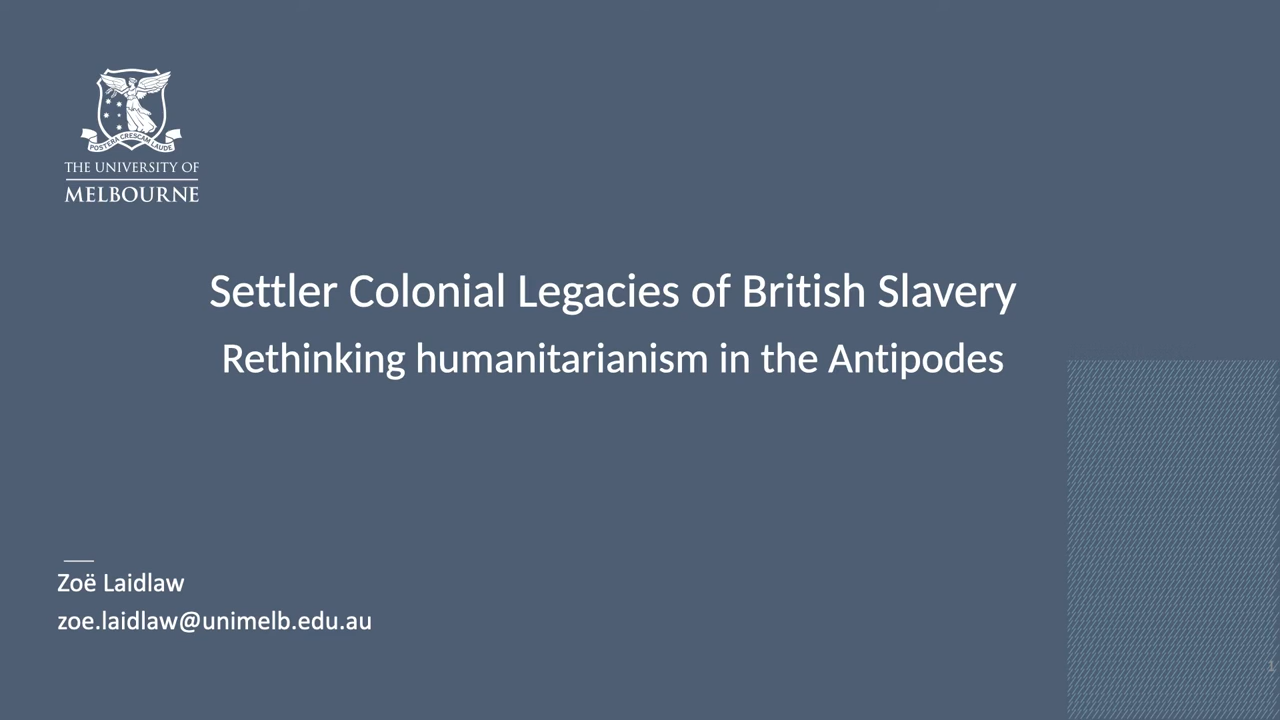 POSTERA CRESCAM LAUDE
THE UNIVERSITY OF
MELBOURNE
Settler Colonial Legacies of British Slavery
Rethinking humanitarianism in the Antipodes
Zoë Laidlaw
zoe.laidlaw@unimelb.edu.au
1